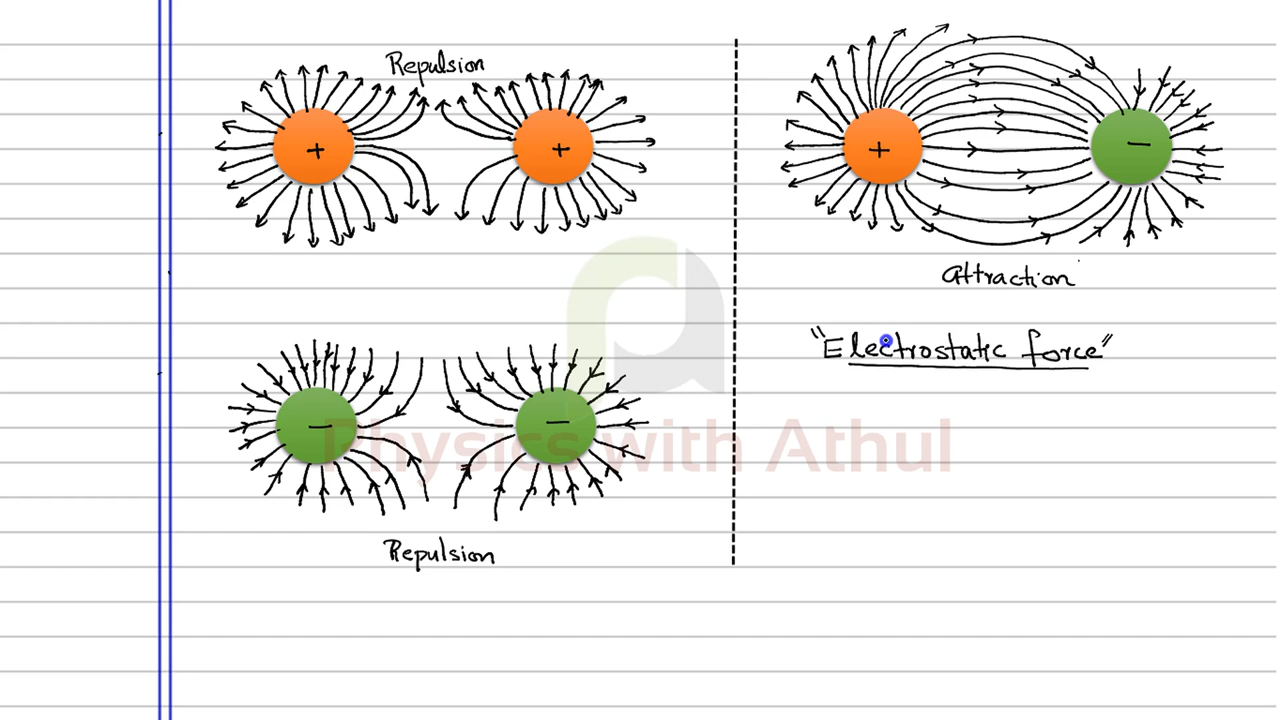 Repulsion
+
+
+
−
Attraction
"Electrostatic force"
−
−
Physics with Athul
Repulsion